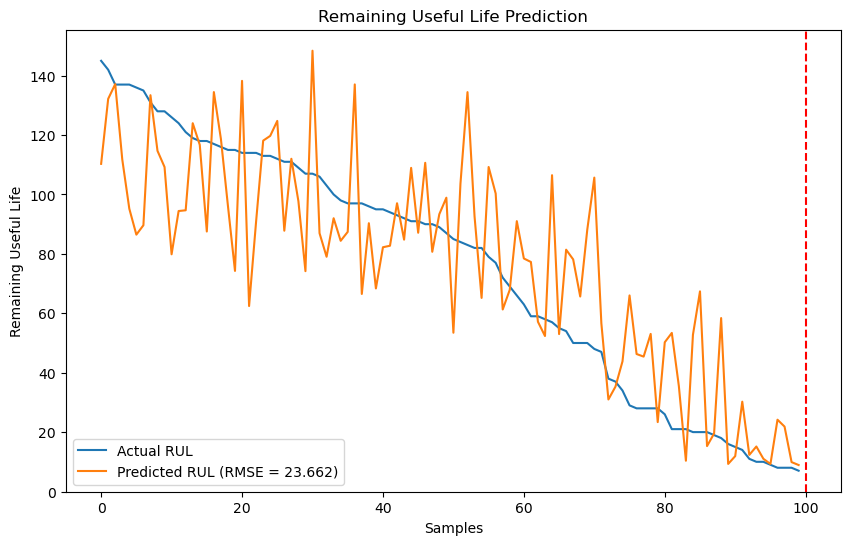 Remaining Useful Life Prediction
Remaining Useful Life
140
120
100
80
60
40
20
0
Actual RUL
Predicted RUL (RMSE = 23.662)
0 20 40 60 80 100
Samples